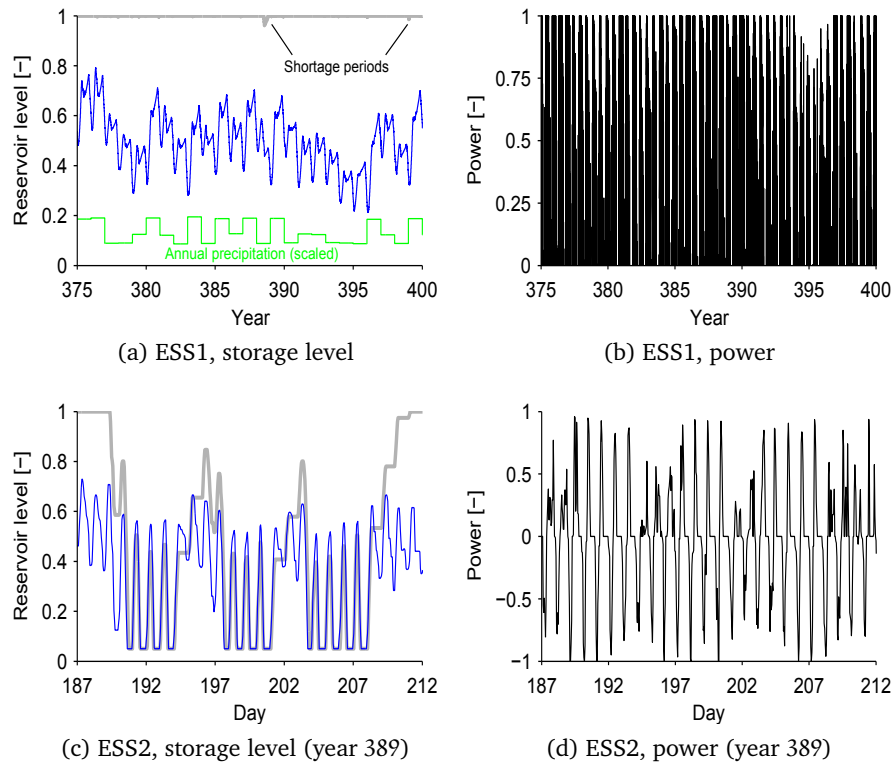 Reservoir level [−]
1
0.8
0.6
0.4
0.2
0
Shortage periods
Annual precipitation (scaled)
375 380 385 390 395 400
Year
(a) ESS1, storage level
Power [−]
1
0.75
0.5
0.25
0
375 380 385 390 395 400
Year
(b) ESS1, power
Reservoir level [−]
1
0.8
0.6
0.4
0.2
0
187 192 197 202 207 212
Day
(c) ESS2, storage level (year 389)
Power [−]
1
0.5
0
−0.5
−1
187 192 197 202 207 212
Day
(d) ESS2, power (year 389)